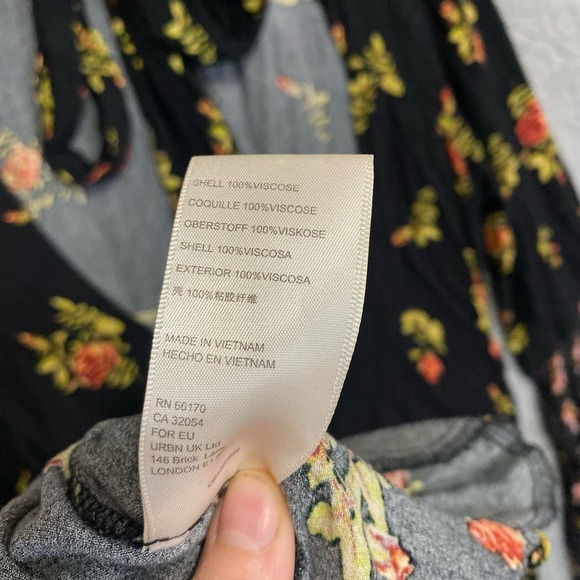 SHELL 100%VISCOSE
COQUILLE 100%VISCOSE
OBERSTOFF 100%VISKOSE
SHELL 100%VISCOSA
EXTERIOR 100%VISCOSA
壳 100%粘胶纤维
MADE IN VIETNAM
HECHO EN VIETNAM
RN 66170
CA 32054
FOR EU
URBN UK Ltd
146 Brick
LONDON